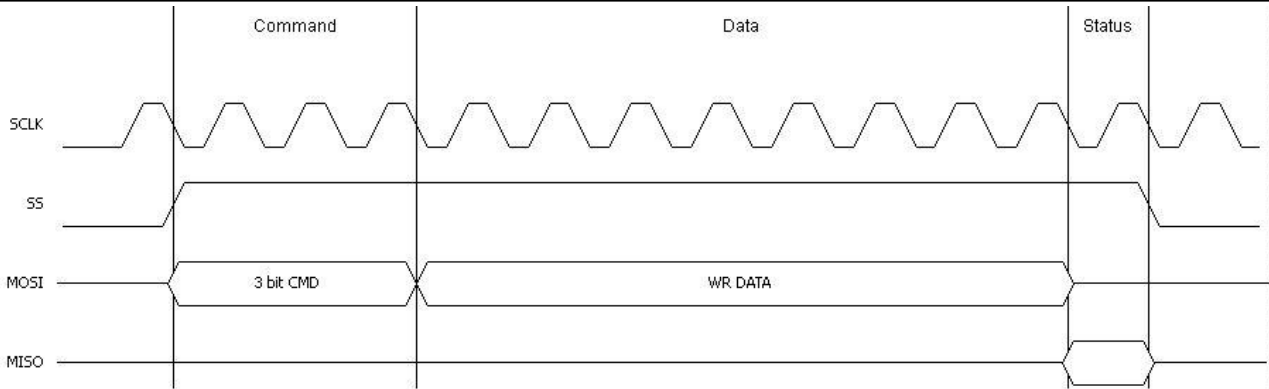 Command Data Status
SCLK
SS
MOSI 3 bit CMD WR DATA
MISO